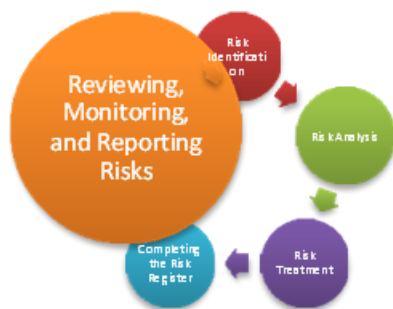 Reviewing,
Monitoring,
and Reporting
Risks
Risk
Identificati
on
Risk Analysis
Risk
Treatment
Completing
the Risk
Register